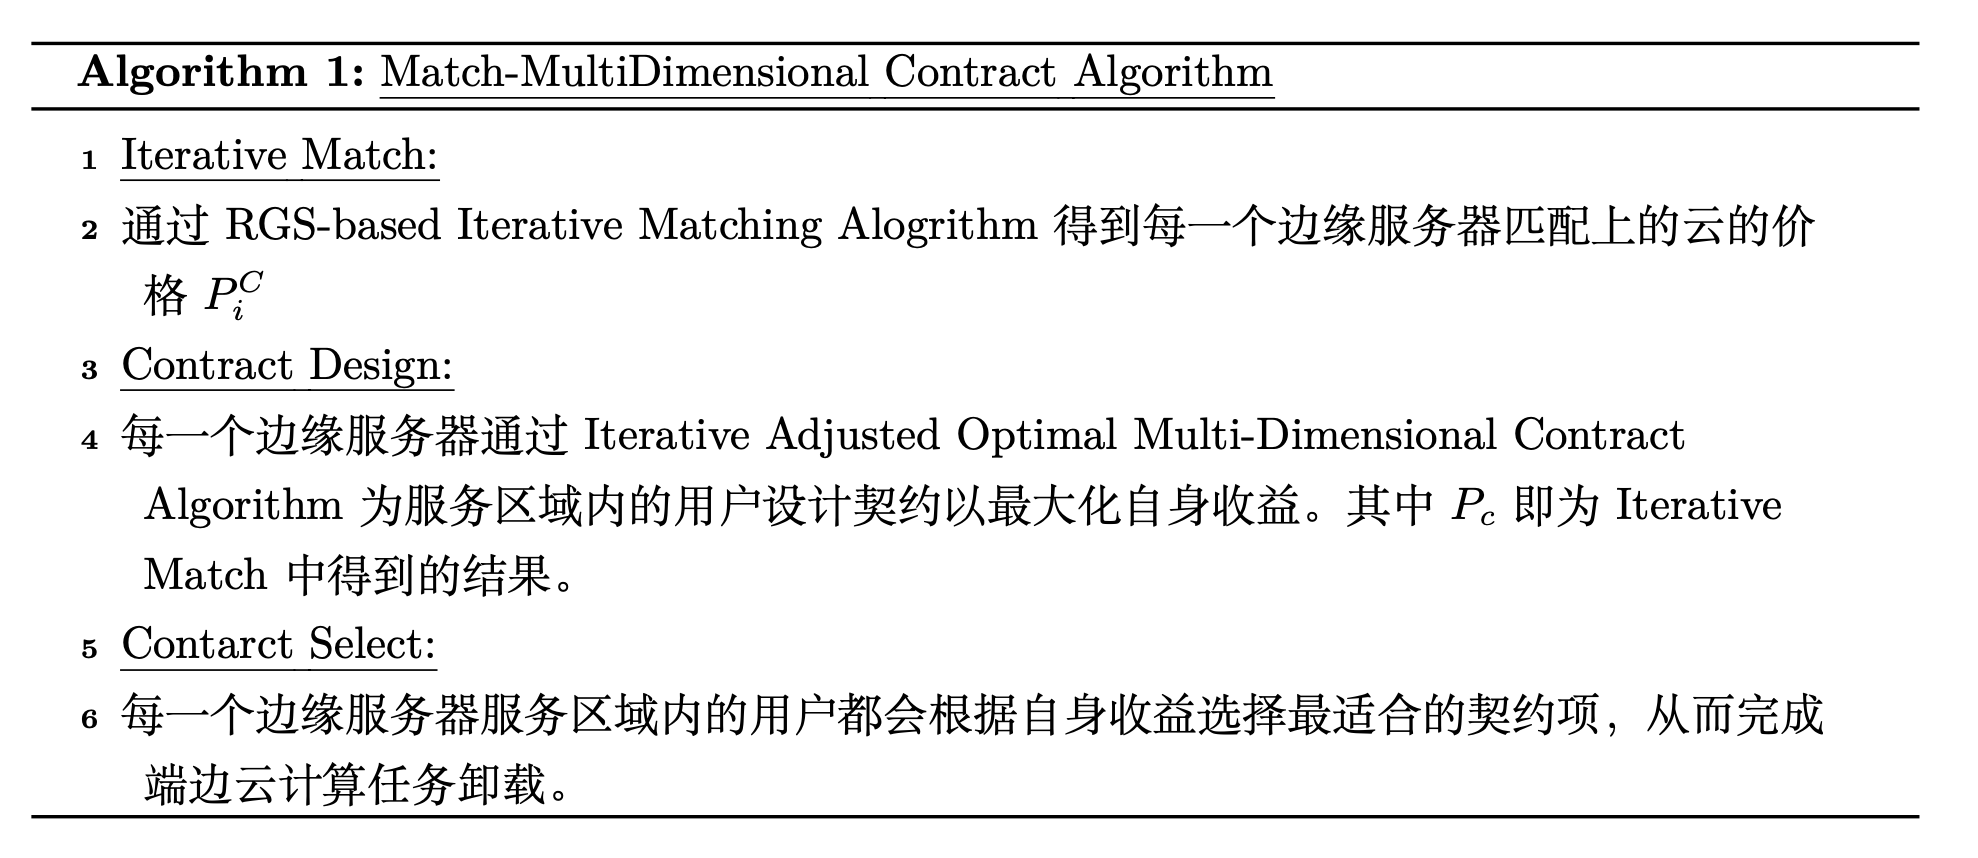 Algorithm 1: Match-MultiDimensional Contract Algorithm
1 Iterative Match:
2 通过 RGS-based Iterative Matching Alogrithm 得到每一个边缘服务器匹配上的云的价
格 $P_i^C$
3 Contract Design:
4 每一个边缘服务器通过 Iterative Adjusted Optimal Multi-Dimensional Contract
Algorithm 为服务区域内的用户设计契约以最大化自身收益。其中 $P_c$ 即为 Iterative
Match 中得到的结果。
5 Contarct Select:
6 每一个边缘服务器服务区域内的用户都会根据自身收益选择最适合的契约项，从而完成
端边云计算任务卸载。